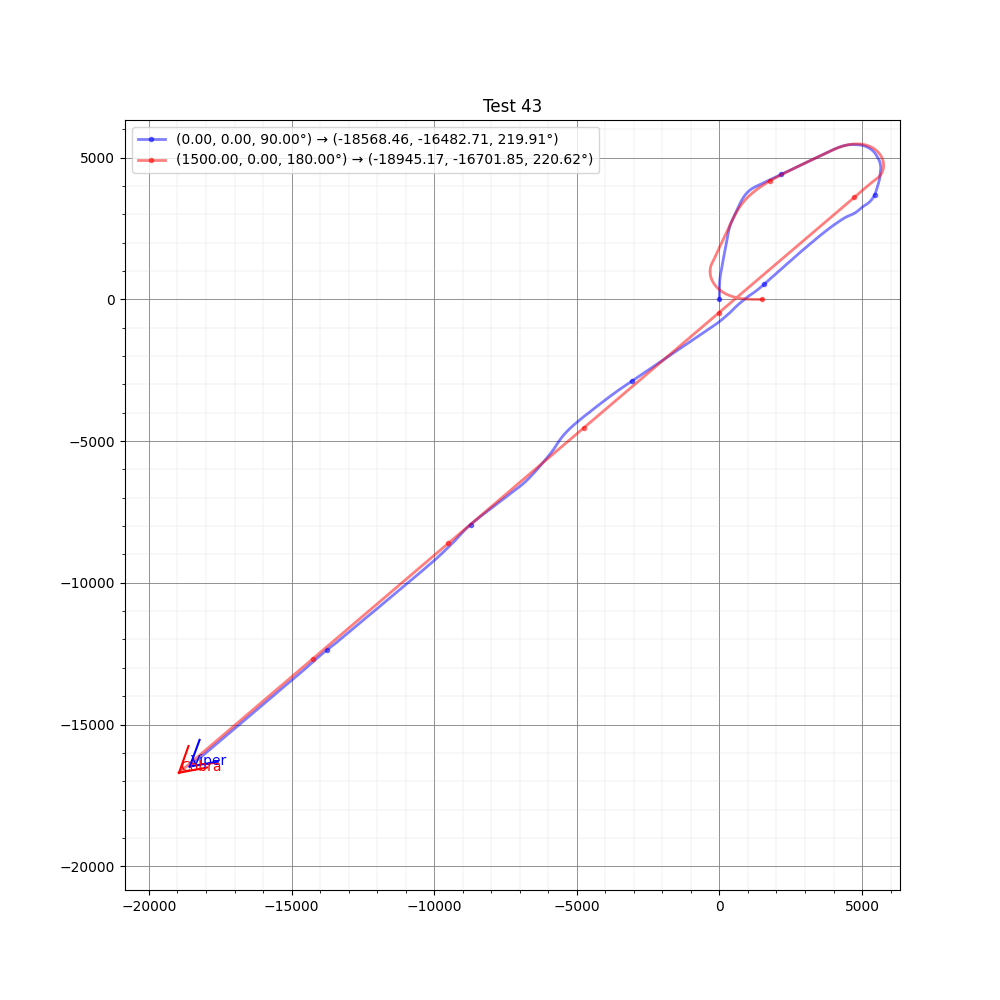 Test 43
(0.00, 0.00, 90.00°) → (-18568.46, -16482.71, 219.91°)
(1500.00, 0.00, 180.00°) → (-18945.17, -16701.85, 220.62°)
5000
0
−5000
−10000
−15000
−20000
Viper
−20000 −15000 −10000 −5000 0 5000